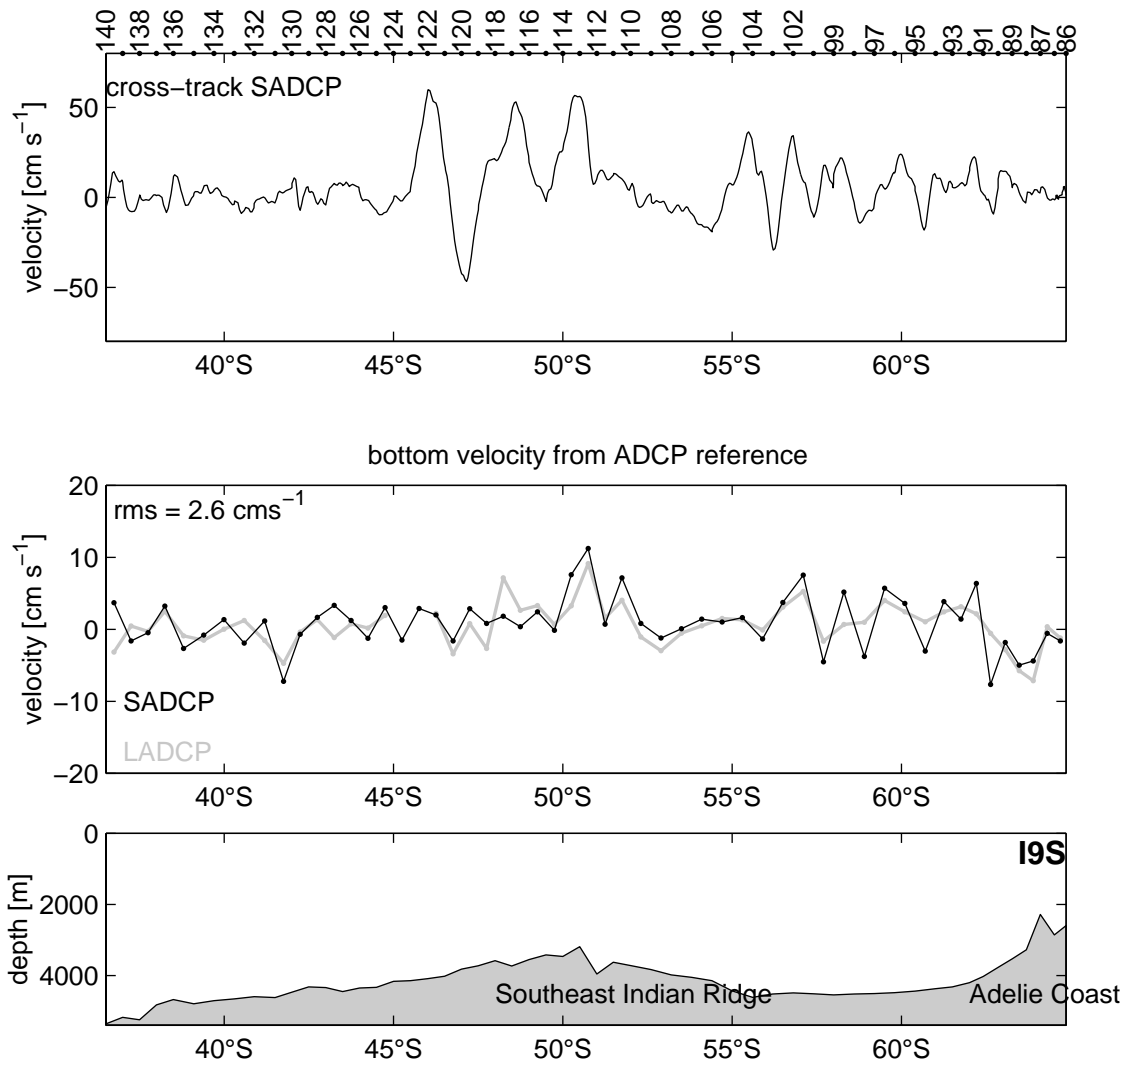 140 138 136 134 132 130 128 126 124 122 120 118 116 114 112 110 108 106 104 102 99 97 95 93 91 89 87 86
cross−track SADCP
velocity [cm s−1]
50
0
−50
40°S 45°S 50°S 55°S 60°S
bottom velocity from ADCP reference
rms = 2.6 cms−1
velocity [cm s−1]
20
10
0
−10
−20
SADCP
LADCP
40°S 45°S 50°S 55°S 60°S
I9S
depth [m]
0
2000
4000
Southeast Indian Ridge Adelie Coast
40°S 45°S 50°S 55°S 60°S